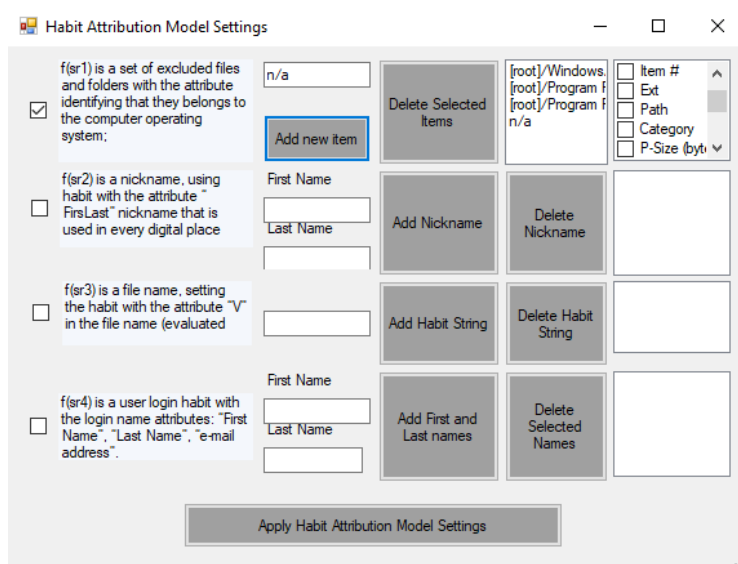 Habit Attribution Model Settings
f(sr1) is a set of excluded files
and folders with the attribute
identifying that they belongs to
the computer operating
system;
n/a
Add new item
Delete Selected
Items
[root]/Windows.
[root]/Program F
[root]/Program F
n/a
Item #
Ext
Path
Category
P-Size (byte
f(sr2) is a nickname, using
habit with the attribute "
FirsLast" nickname that is
used in every digital place
First Name
Last Name
Add Nickname
Delete
Nickname
f(sr3) is a file name, setting
the habit with the attribute "V"
in the file name (evaluated
Add Habit String
Delete Habit
String
f(sr4) is a user login habit with
the login name attributes: "First
Name", "Last Name", "e-mail
address".
First Name
Last Name
Add First and
Last names
Delete
Selected
Names
Apply Habit Attribution Model Settings